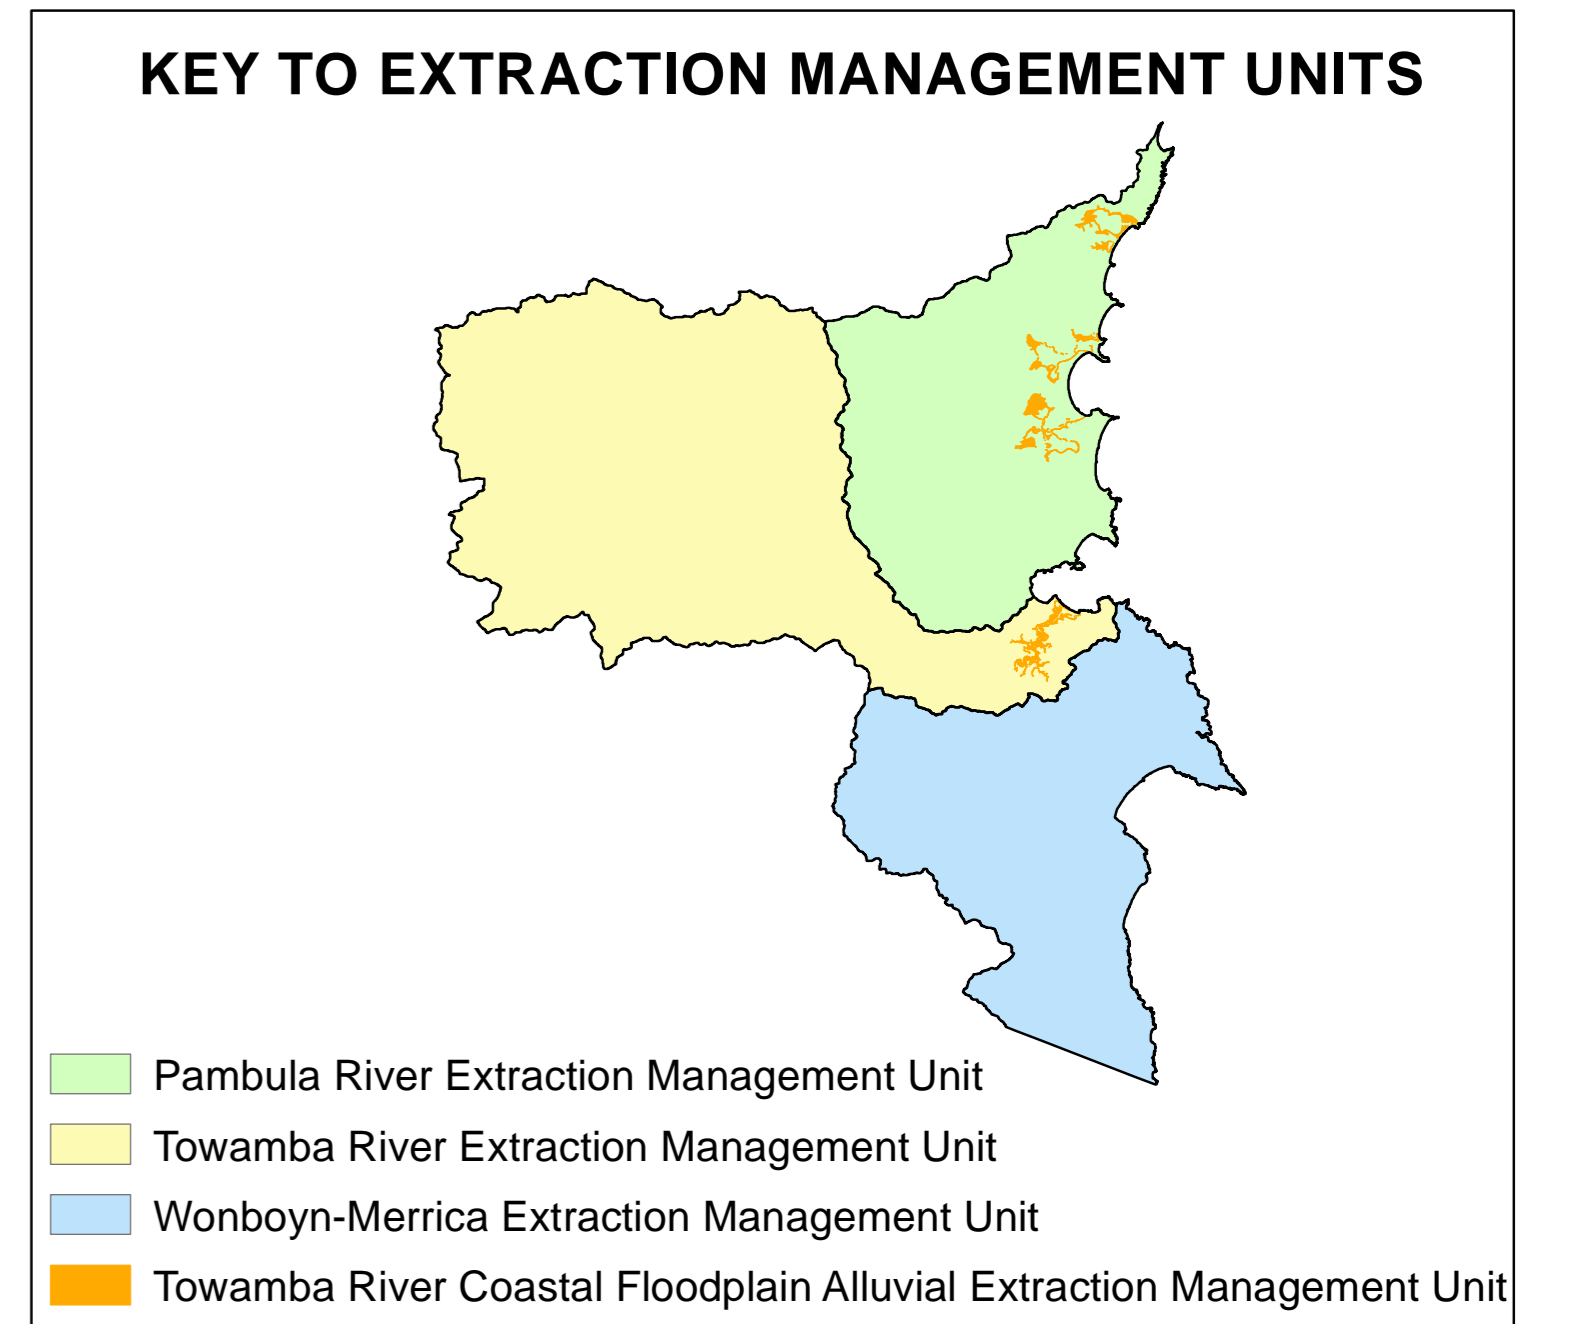 KEY TO EXTRACTION MANAGEMENT UNITS
Pambula River Extraction Management Unit
Towamba River Extraction Management Unit
Wonboyn-Merrica Extraction Management Unit
Towamba River Coastal Floodplain Alluvial Extraction Management Unit